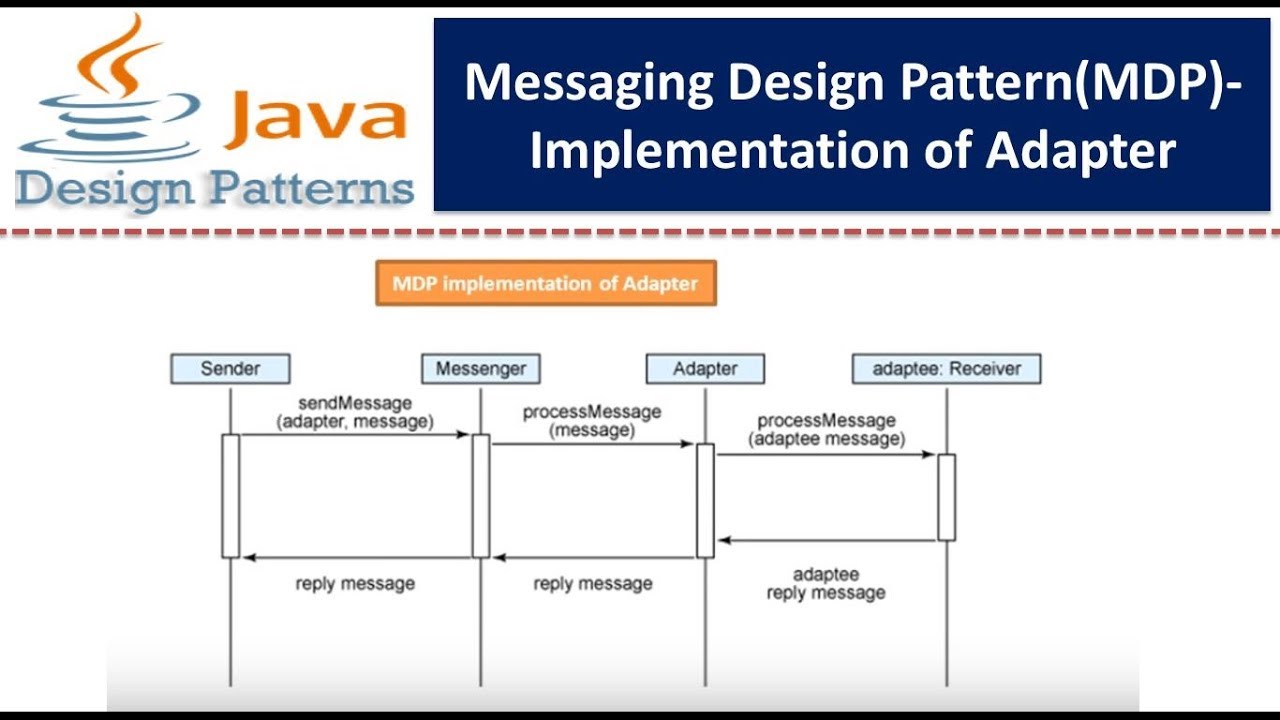 Java
Design Patterns
Messaging Design Pattern(MDP)-
Implementation of Adapter
MDP implementation of Adapter
Sender
Messenger
Adapter
adaptee: Receiver
sendMessage
(adapter, message)
processMessage
(message)
processMessage
(adaptee message)
reply message
reply message
adaptee
reply message